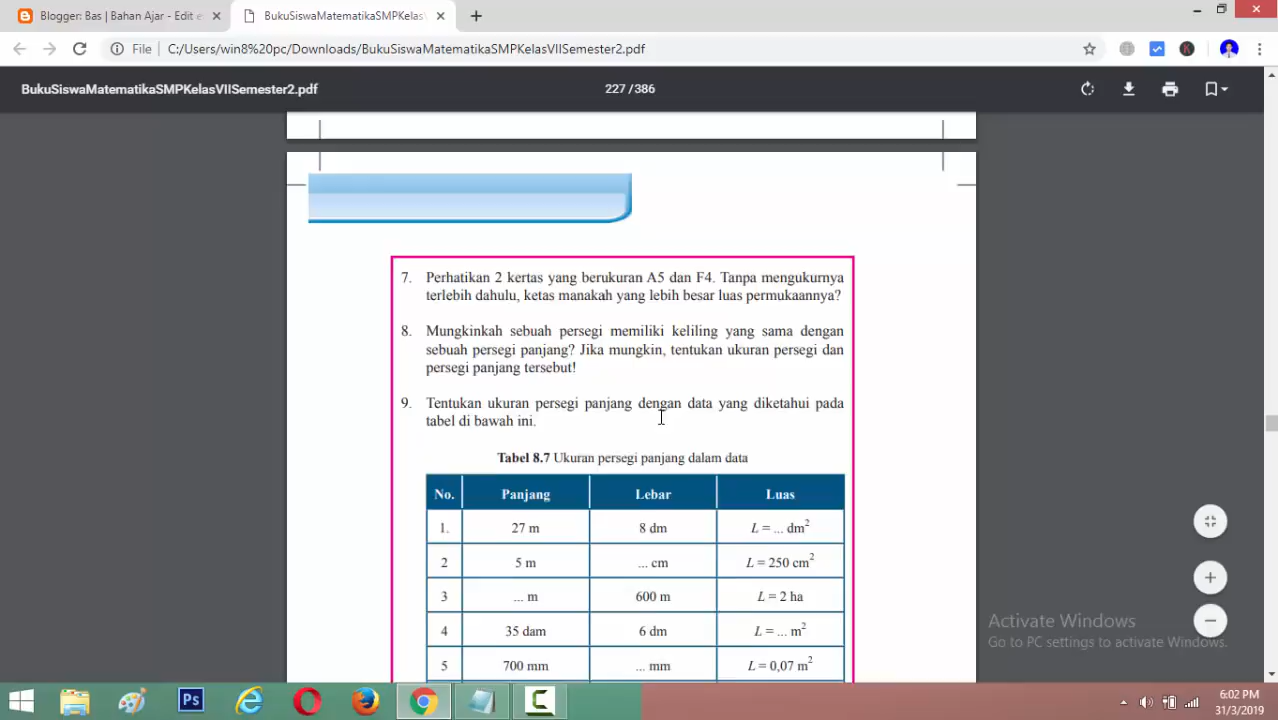 Blogger: Bas | Bahan Ajar - Edit e
BukuSiswaMatematikaSMPKelasV
File
C:/Users/win8%20pc/Downloads/BukuSiswaMatematikaSMPKelasVIISemester2.pdf
BukuSiswaMatematikaSMPKelasVIISemester2.pdf
227 / 386
7. Perhatikan 2 kertas yang berukuran A5 dan F4. Tanpa mengukurnya
terlebih dahulu, ketas manakah yang lebih besar luas permukaannya?
8. Mungkinkah sebuah persegi memiliki keliling yang sama dengan
sebuah persegi panjang? Jika mungkin, tentukan ukuran persegi dan
persegi panjang tersebut!
9. Tentukan ukuran persegi panjang dengan data yang diketahui pada
tabel di bawah ini.
Tabel 8.7 Ukuran persegi panjang dalam data
No. Panjang Lebar Luas
1. 27 m 8 dm L = ... dm²
2 5 m ... cm L = 250 cm²
3 ... m 600 m L = 2 ha
4 35 dam 6 dm L = ... m²
5 700 mm ... mm L = 0,07 m²
Activate Windows
Go to PC settings to activate Windows.
Ps
6:02 PM
31/3/2019